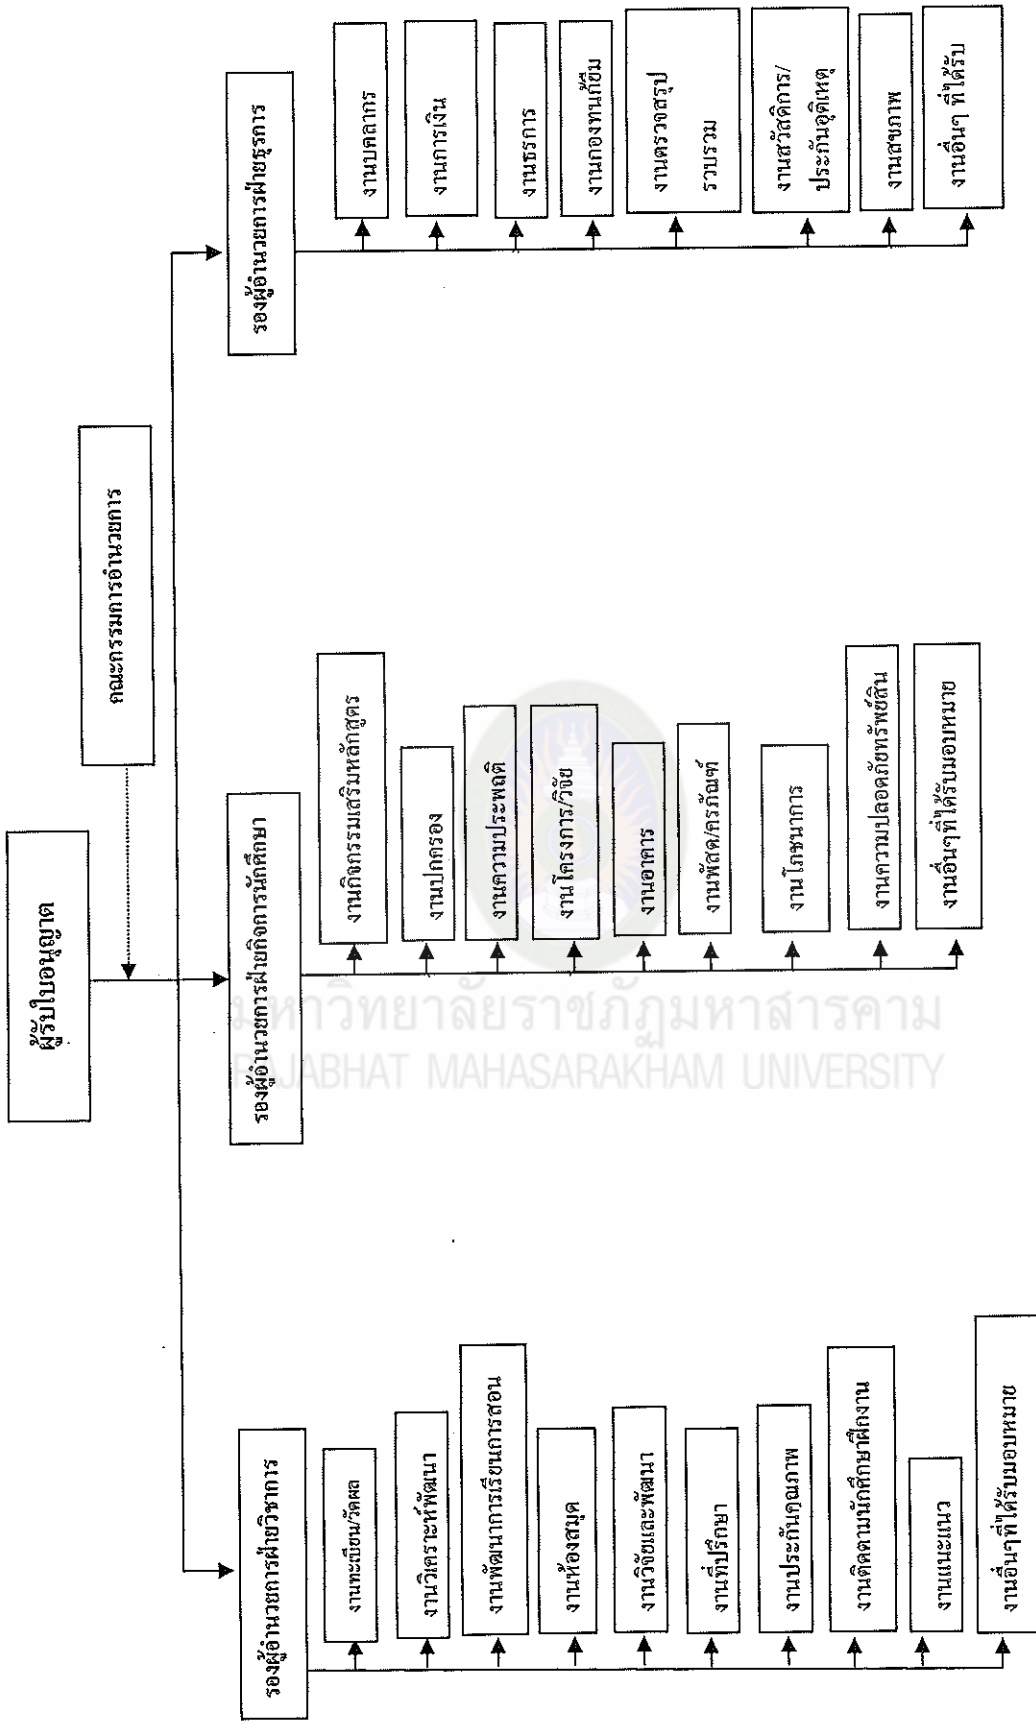 ผู้รับใบอนุญาต
คณะกรรมการอำนวยการ
รองผู้อำนวยการฝ่ายวิชาการ
งานทะเบียน/วัดผล
งานวิเคราะห์พัฒนา
งานพัฒนาการเรียนการสอน
งานห้องสมุด
งานวิจัยและพัฒนา
งานที่ปรึกษา
งานประกันคุณภาพ
งานติดตามนักศึกษาฝึกงาน
งานแนะแนว
งานอื่นๆที่ได้รับมอบหมาย
รองผู้อำนวยการฝ่ายกิจการนักศึกษา
งานกิจกรรมเสริมหลักสูตร
งานปกครอง
งานความประพฤติ
งานโครงการ/วิจัย
งานอาคาร
งานพัสดุ/ครุภัณฑ์
งานโภชนาการ
งานความปลอดภัยทรัพย์สิน
งานอื่นๆที่ได้รับมอบหมาย
รองผู้อำนวยการฝ่ายธุรการ
งานบุคลากร
งานการเงิน
งานธุรการ
งานกองทุนกู้ยืม
งานตรวจสรุป
รวบรวม
งานสวัสดิการ/
ประกันอุบัติเหตุ
งานสุขภาพ
งานอื่นๆ ที่ได้รับ
มหาวิทยาลัยราชภัฏมหาสารคาม
RAJABHAT MAHASARAKHAM UNIVERSITY